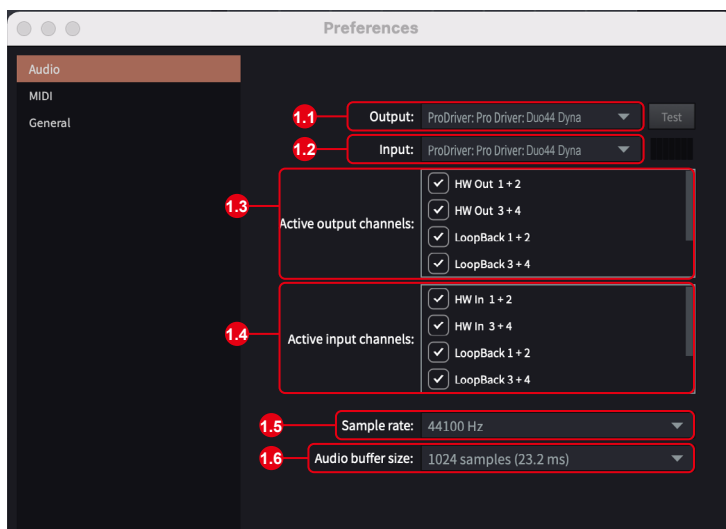 Preferences
Audio
MIDI
General
1.1 Output: ProDriver: Pro Driver: Duo44 Dyna Test
1.2 Input: ProDriver: Pro Driver: Duo44 Dyna
1.3 Active output channels:
HW Out 1 + 2
HW Out 3 + 4
LoopBack 1 + 2
LoopBack 3 + 4
1.4 Active input channels:
HW In 1 + 2
HW In 3 + 4
LoopBack 1 + 2
LoopBack 3 + 4
1.5 Sample rate: 44100 Hz
1.6 Audio buffer size: 1024 samples (23.2 ms)